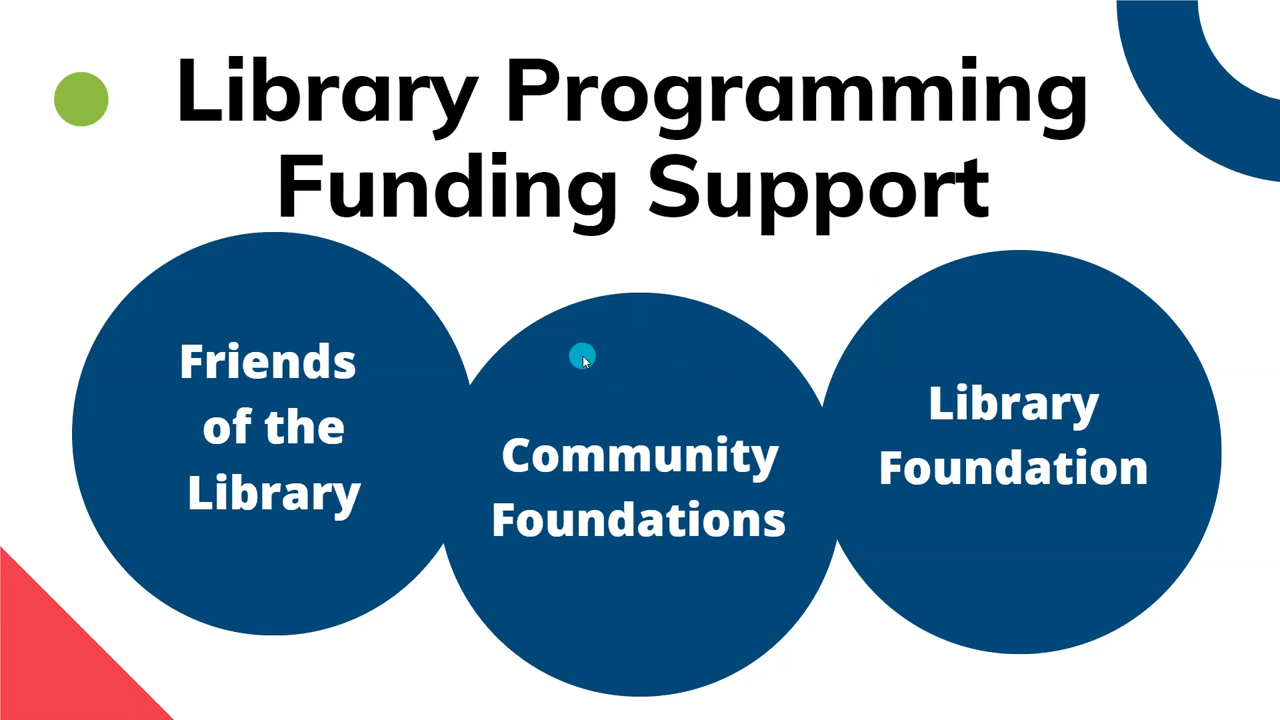 Library Programming
Funding Support
Friends
of the
Library
Community
Foundations
Library
Foundation